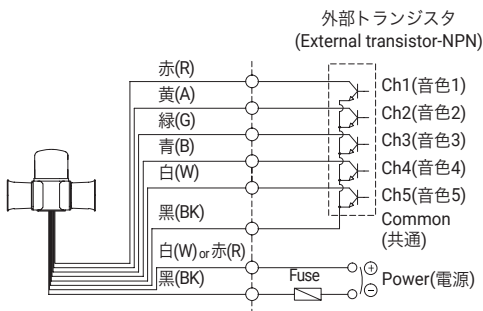 外部トランジスタ
(External transistor-NPN)
赤(R)
Ch1(音色1)
黄(A)
Ch2(音色2)
緑(G)
Ch3(音色3)
青(B)
Ch4(音色4)
白(W)
Ch5(音色5)
黑(BK)
Common
(共通)
白(W) or 赤(R)
黑(BK)
Fuse
⊕
⊖
Power(電源)